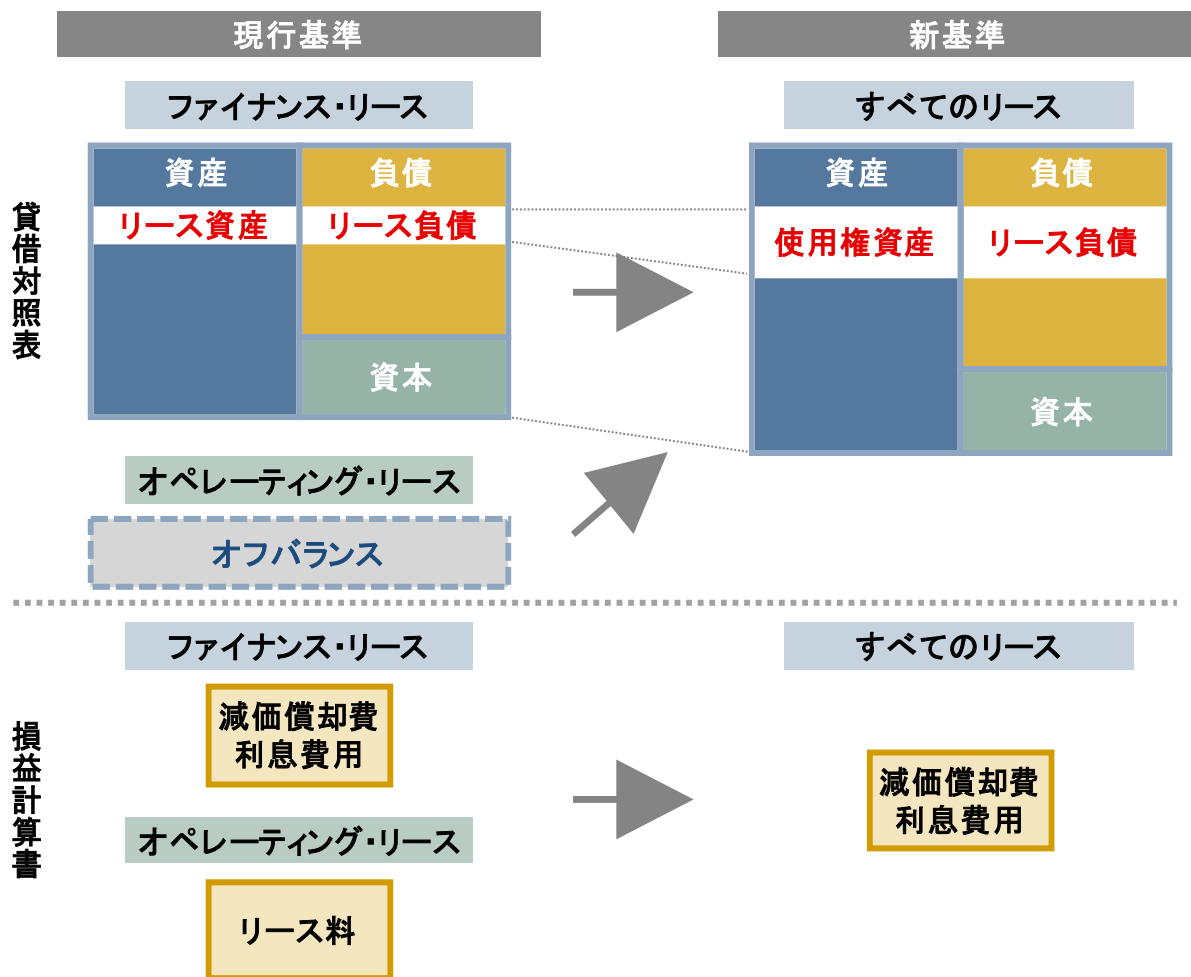 現行基準
新基準
貸借対照表
ファイナンス・リース
すべてのリース
資産
負債
リース資産
リース負債
資本
資産
負債
使用権資産
リース負債
資本
オペレーティング・リース
オフバランス
損益計算書
ファイナンス・リース
すべてのリース
減価償却費
利息費用
減価償却費
利息費用
オペレーティング・リース
リース料